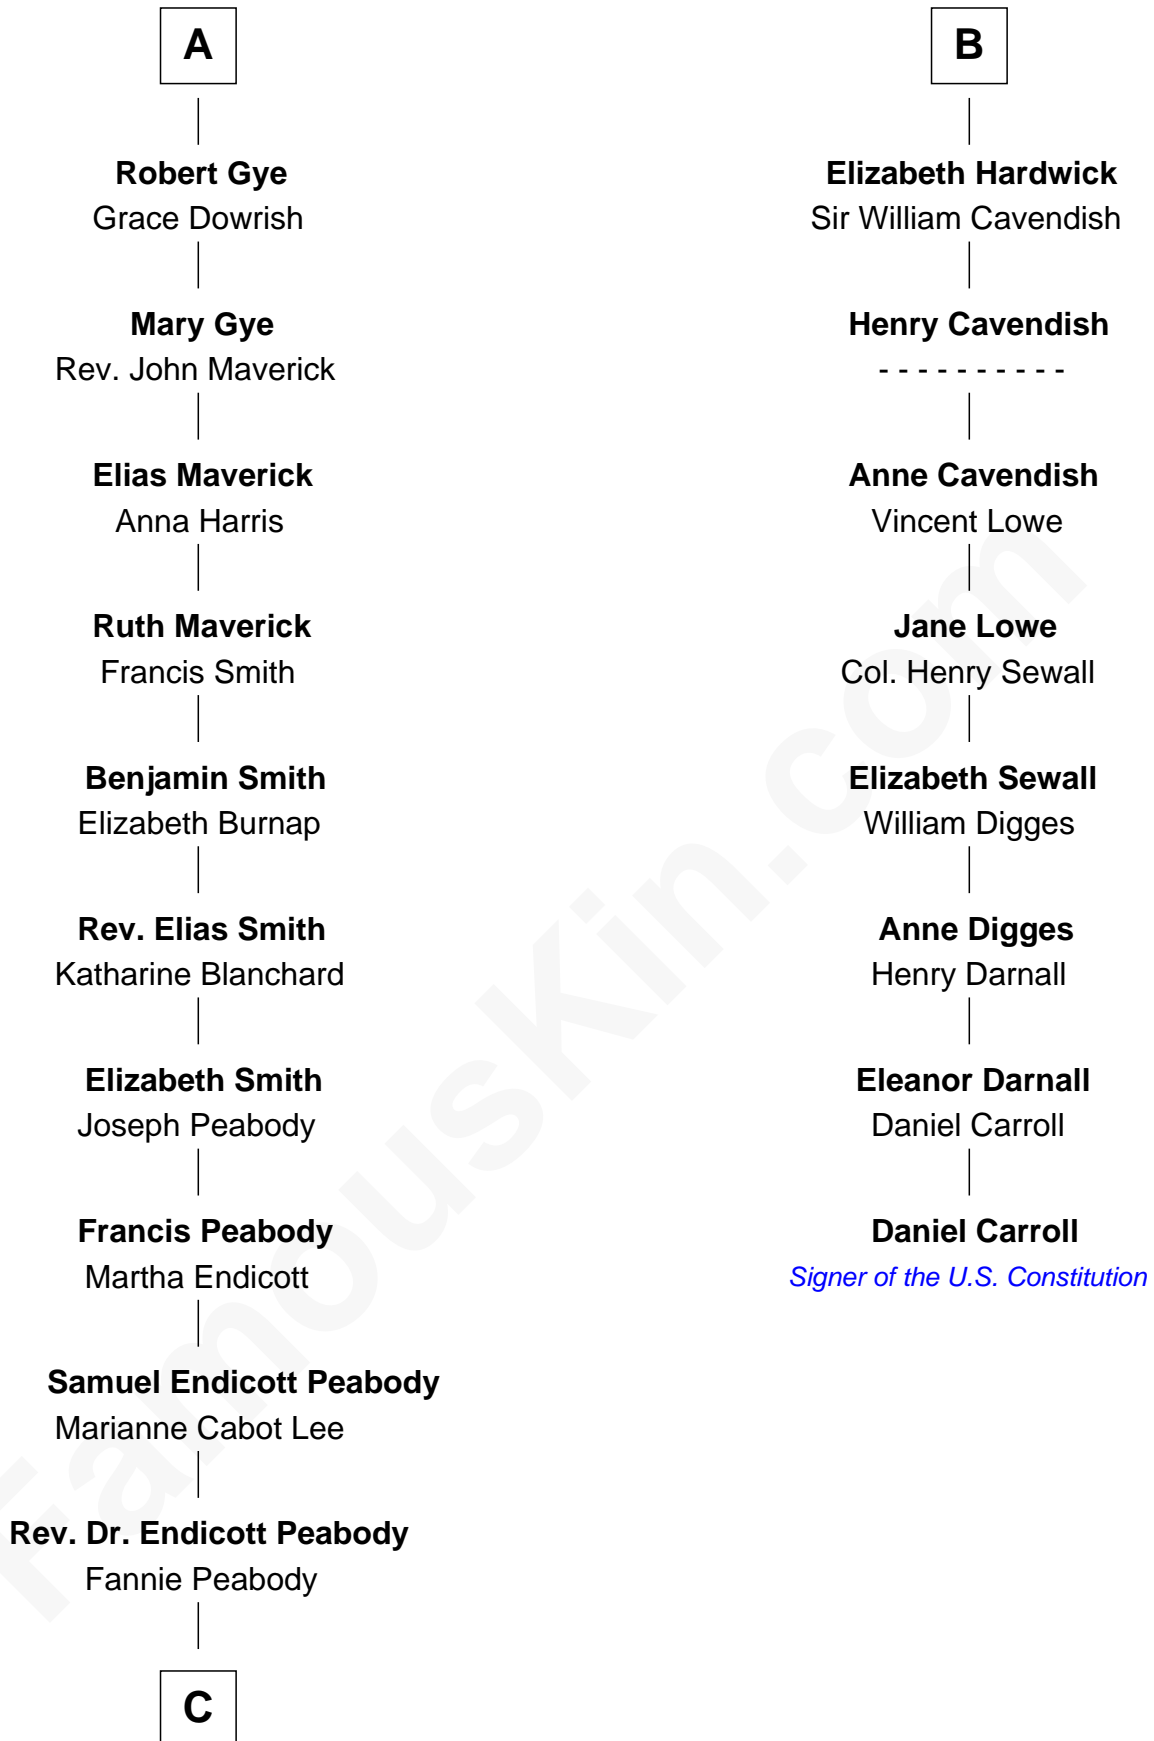 A
Robert Gye
Grace Dowrish
Mary Gye
Rev. John Maverick
Elias Maverick
Anna Harris
Ruth Maverick
Francis Smith
Benjamin Smith
Elizabeth Burnap
Rev. Elias Smith
Katharine Blanchard
Elizabeth Smith
Joseph Peabody
Francis Peabody
Martha Endicott
Samuel Endicott Peabody
Marianne Cabot Lee
Rev. Dr. Endicott Peabody
Fannie Peabody
C
B
Elizabeth Hardwick
Sir William Cavendish
Henry Cavendish
- - - - - - - - - -
Anne Cavendish
Vincent Lowe
Jane Lowe
Col. Henry Sewall
Elizabeth Sewall
William Digges
Anne Digges
Henry Darnall
Eleanor Darnall
Daniel Carroll
Daniel Carroll
Signer of the U.S. Constitution
FamousKin.com